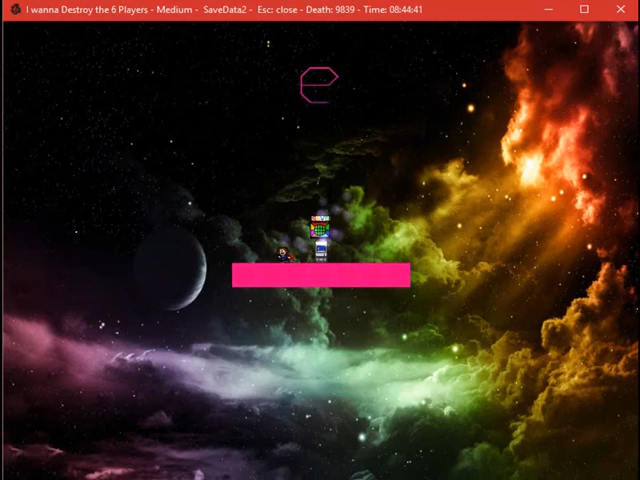 I wanna Destroy the 6 Players - Medium - SaveData2 - Esc: close - Death: 9839 - Time: 08:44:41
e